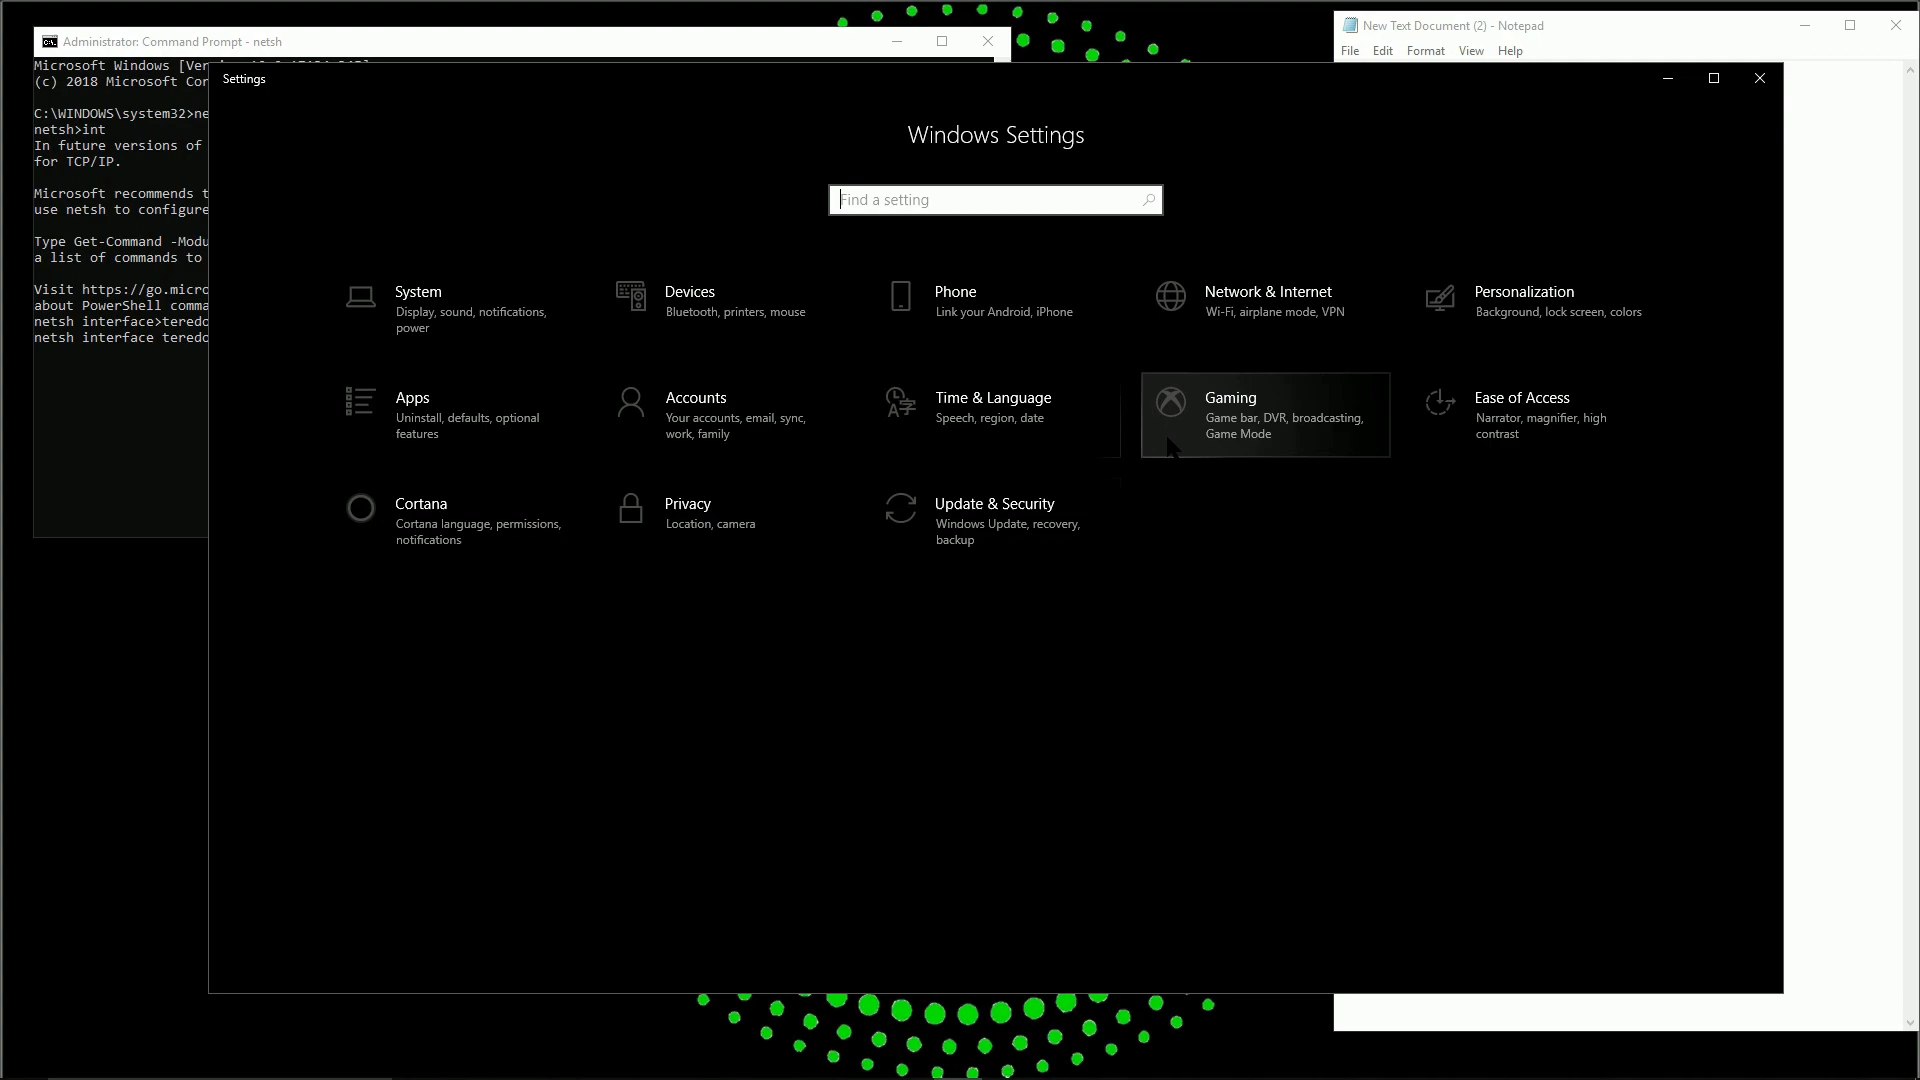 Administrator: Command Prompt - netsh
Microsoft Windows [Ver
(c) 2018 Microsoft Cor
C:\WINDOWS\system32>ne
netsh>int
In future versions of
for TCP/IP.
Microsoft recommends t
use netsh to configure
Type Get-Command -Modu
a list of commands to
Visit https://go.micro
about PowerShell comma
netsh interface>teredo
netsh interface teredo
New Text Document (2) - Notepad
File Edit Format View Help
Settings
Windows Settings
Find a setting
System
Display, sound, notifications,
power
Devices
Bluetooth, printers, mouse
Phone
Link your Android, iPhone
Network & Internet
Wi-Fi, airplane mode, VPN
Personalization
Background, lock screen, colors
Apps
Uninstall, defaults, optional
features
Accounts
Your accounts, email, sync,
work, family
Time & Language
Speech, region, date
Gaming
Game bar, DVR, broadcasting,
Game Mode
Ease of Access
Narrator, magnifier, high
contrast
Cortana
Cortana language, permissions,
notifications
Privacy
Location, camera
Update & Security
Windows Update, recovery,
backup